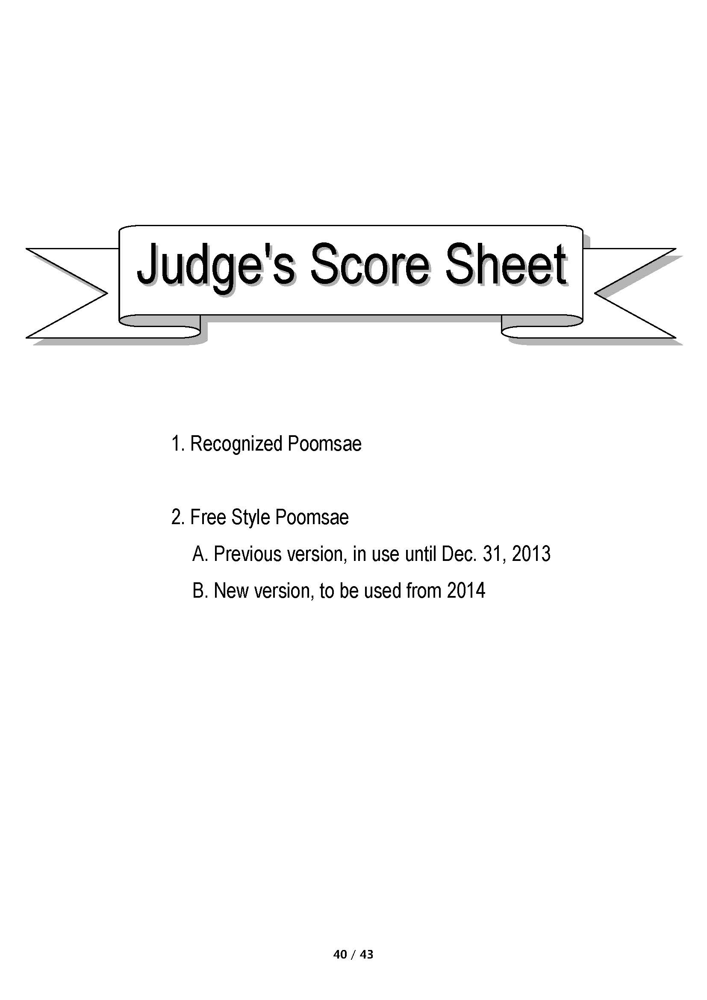 Judge's Score Sheet
1. Recognized Poomsae
2. Free Style Poomsae
A. Previous version, in use until Dec. 31, 2013
B. New version, to be used from 2014
40 / 43